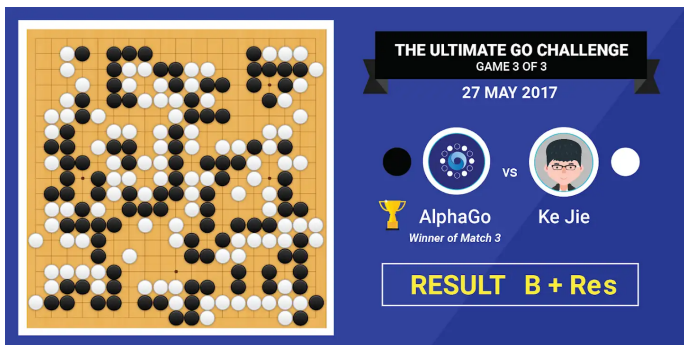 THE ULTIMATE GO CHALLENGE
GAME 3 OF 3
27 MAY 2017
vs
AlphaGo
Ke Jie
Winner of Match 3
RESULT B + Res